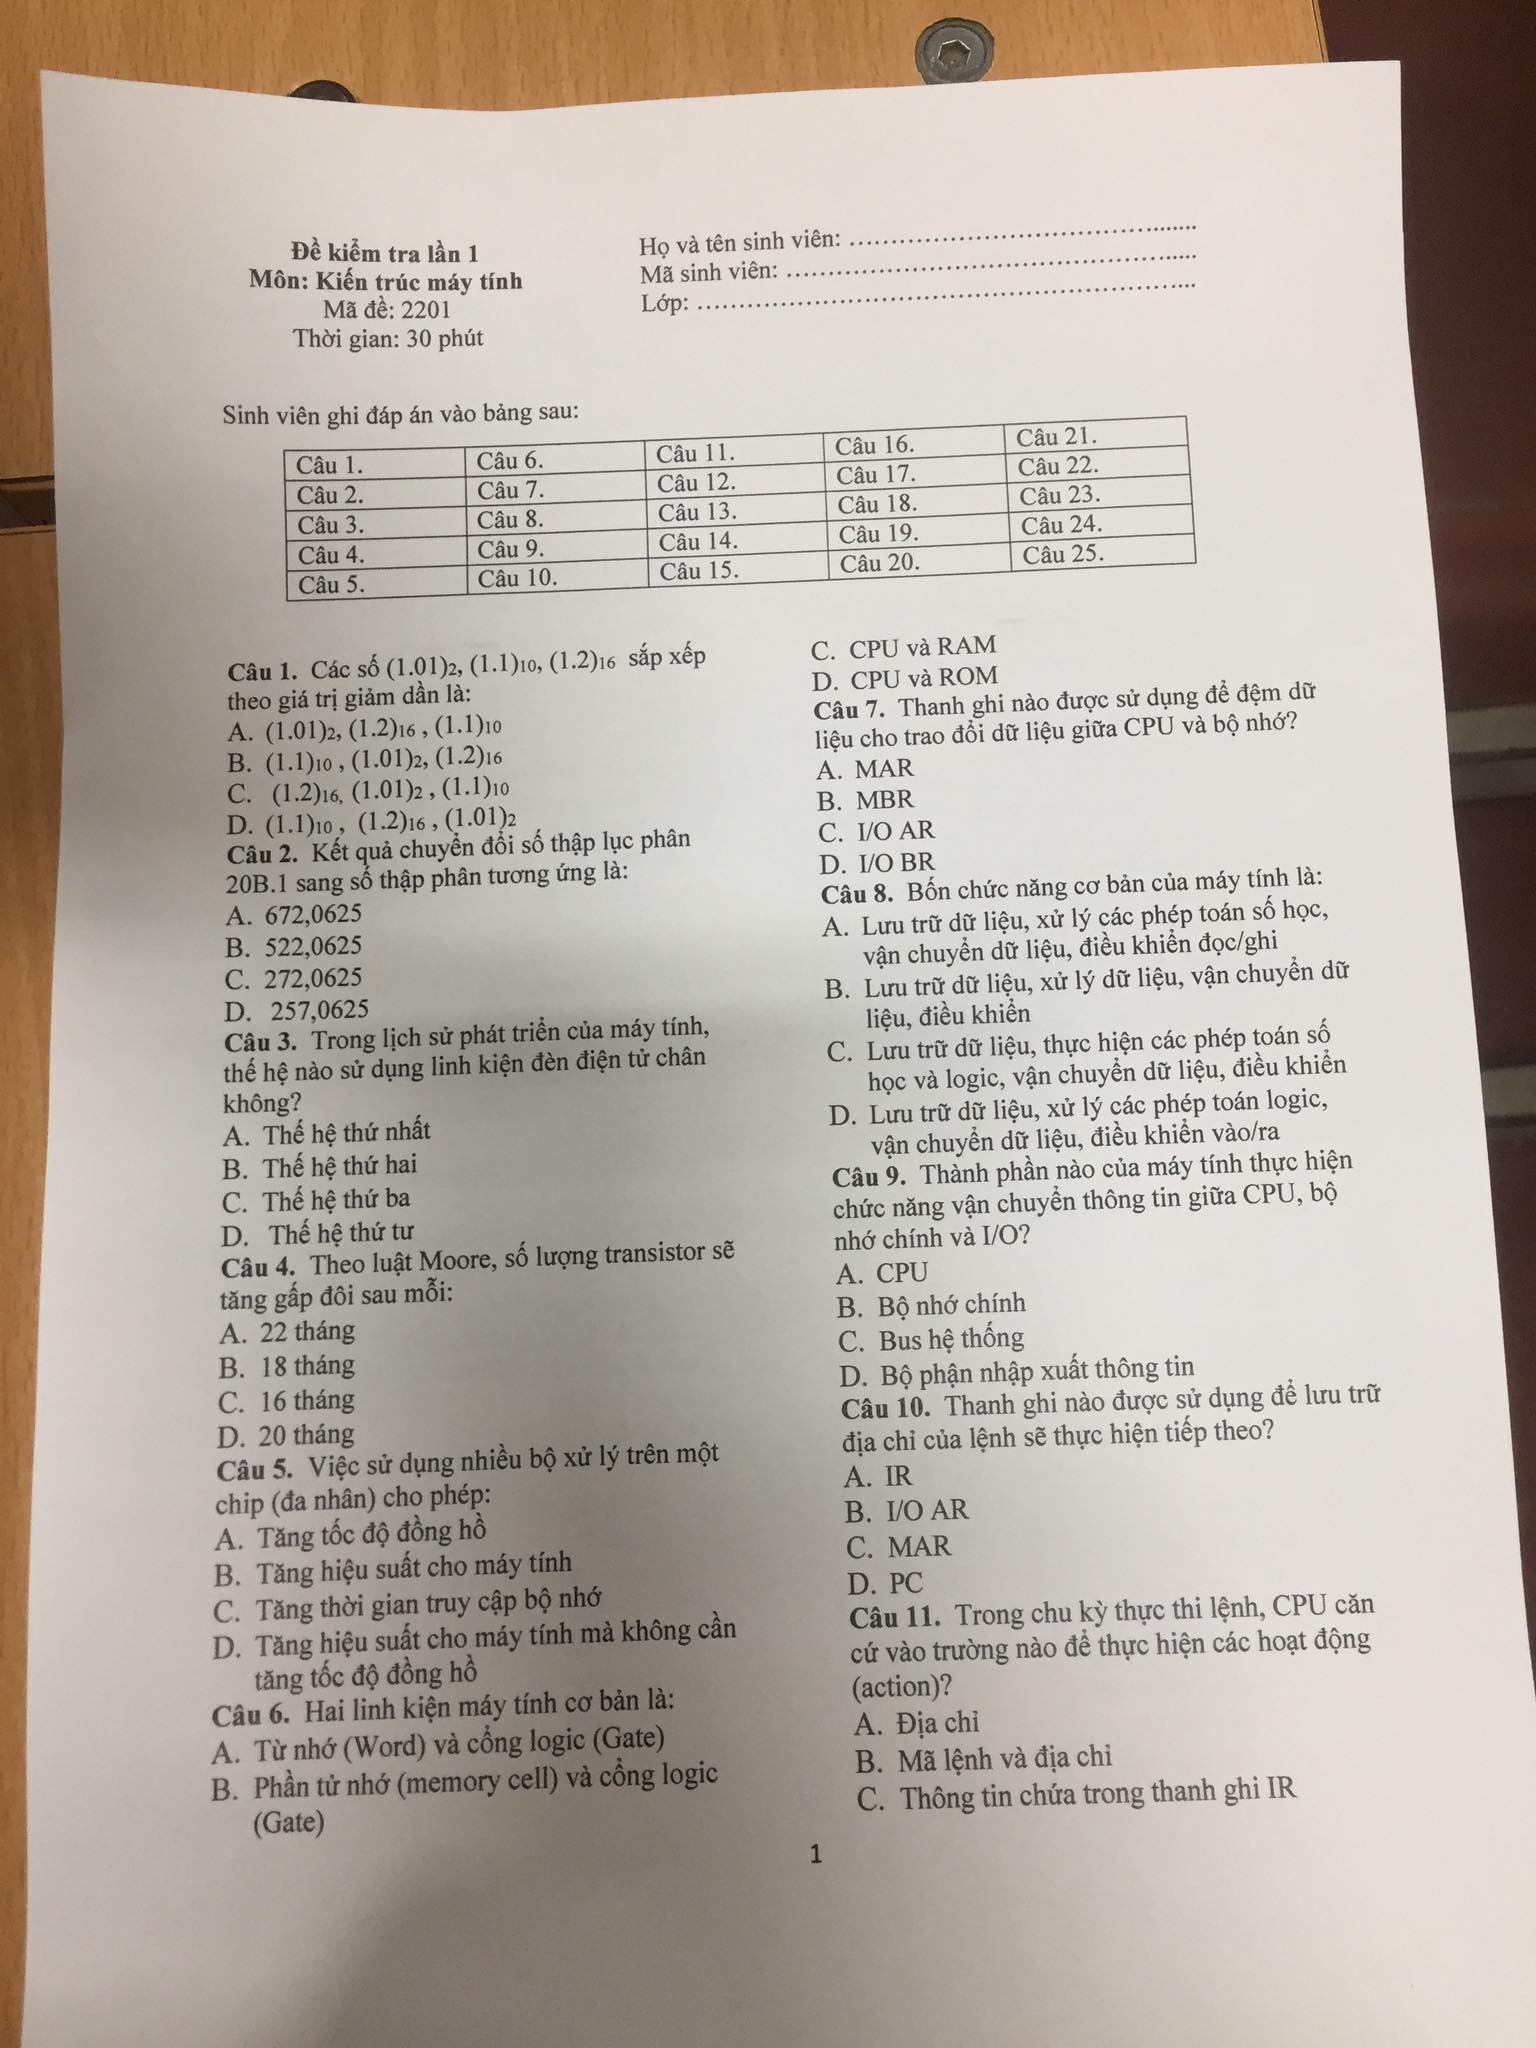 Đề kiểm tra lần 1
Môn: Kiến trúc máy tính
Mã đề: 2201
Thời gian: 30 phút
Họ và tên sinh viên: ............................................
Mã sinh viên: ....................................................
Lớp: ...............................................................
Sinh viên ghi đáp án vào bảng sau:
Câu 1. Câu 6. Câu 11. Câu 16. Câu 21.
Câu 2. Câu 7. Câu 12. Câu 17. Câu 22.
Câu 3. Câu 8. Câu 13. Câu 18. Câu 23.
Câu 4. Câu 9. Câu 14. Câu 19. Câu 24.
Câu 5. Câu 10. Câu 15. Câu 20. Câu 25.
Câu 1. Các số (1.01)2, (1.1)10, (1.2)16 sắp xếp
theo giá trị giảm dần là:
A. (1.01)2, (1.2)16 , (1.1)10
B. (1.1)10 , (1.01)2, (1.2)16
C. (1.2)16, (1.01)2 , (1.1)10
D. (1.1)10 , (1.2)16 , (1.01)2
Câu 2. Kết quả chuyển đổi số thập lục phân
20B.1 sang số thập phân tương ứng là:
A. 672,0625
B. 522,0625
C. 272,0625
D. 257,0625
Câu 3. Trong lịch sử phát triển của máy tính,
thế hệ nào sử dụng linh kiện đèn điện tử chân
không?
A. Thế hệ thứ nhất
B. Thế hệ thứ hai
C. Thế hệ thứ ba
D. Thế hệ thứ tư
Câu 4. Theo luật Moore, số lượng transistor sẽ
tăng gấp đôi sau mỗi:
A. 22 tháng
B. 18 tháng
C. 16 tháng
D. 20 tháng
Câu 5. Việc sử dụng nhiều bộ xử lý trên một
chip (đa nhân) cho phép:
A. Tăng tốc độ đồng hồ
B. Tăng hiệu suất cho máy tính
C. Tăng thời gian truy cập bộ nhớ
D. Tăng hiệu suất cho máy tính mà không cần
tăng tốc độ đồng hồ
Câu 6. Hai linh kiện máy tính cơ bản là:
A. Từ nhớ (Word) và cổng logic (Gate)
B. Phần tử nhớ (memory cell) và cổng logic
(Gate)
C. CPU và RAM
D. CPU và ROM
Câu 7. Thanh ghi nào được sử dụng để đệm dữ
liệu cho trao đổi dữ liệu giữa CPU và bộ nhớ?
A. MAR
B. MBR
C. I/O AR
D. I/O BR
Câu 8. Bốn chức năng cơ bản của máy tính là:
A. Lưu trữ dữ liệu, xử lý các phép toán số học,
vận chuyển dữ liệu, điều khiển đọc/ghi
B. Lưu trữ dữ liệu, xử lý dữ liệu, vận chuyển dữ
liệu, điều khiển
C. Lưu trữ dữ liệu, thực hiện các phép toán số
học và logic, vận chuyển dữ liệu, điều khiển
D. Lưu trữ dữ liệu, xử lý các phép toán logic,
vận chuyển dữ liệu, điều khiển vào/ra
Câu 9. Thành phần nào của máy tính thực hiện
chức năng vận chuyển thông tin giữa CPU, bộ
nhớ chính và I/O?
A. CPU
B. Bộ nhớ chính
C. Bus hệ thống
D. Bộ phận nhập xuất thông tin
Câu 10. Thanh ghi nào được sử dụng để lưu trữ
địa chỉ của lệnh sẽ thực hiện tiếp theo?
A. IR
B. I/O AR
C. MAR
D. PC
Câu 11. Trong chu kỳ thực thi lệnh, CPU căn
cứ vào trường nào để thực hiện các hoạt động
(action)?
A. Địa chỉ
B. Mã lệnh và địa chỉ
C. Thông tin chứa trong thanh ghi IR
1